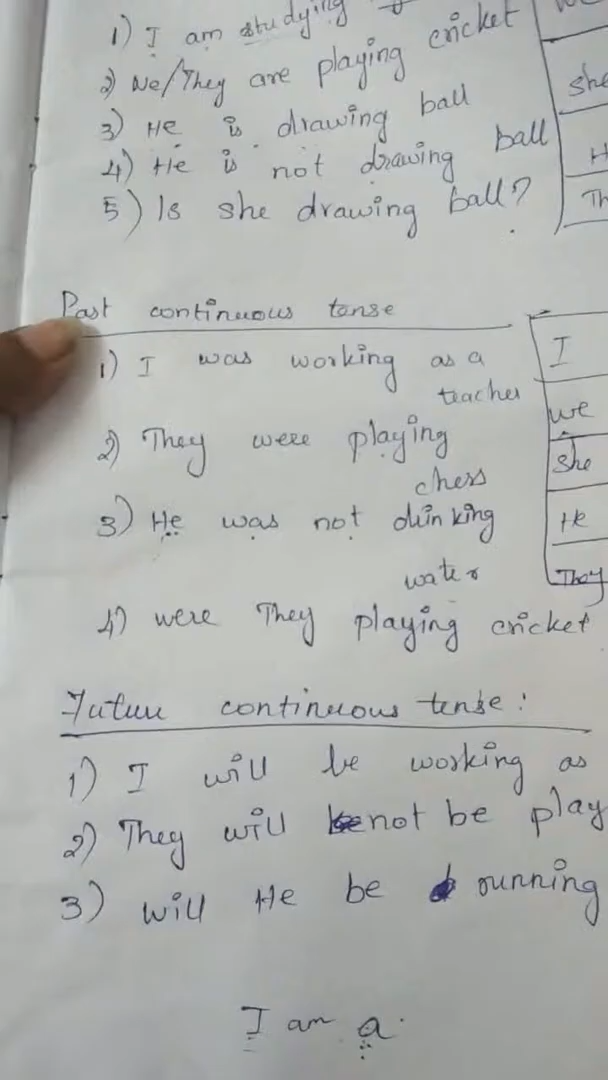 1) I am studying
2) We/They are playing cricket
3) He is drawing ball
4) He is not drawing ball
5) Is she drawing ball?
she
H
Th
Past continuous tense
1) I was working as a
teacher
2) They were playing
chess
3) He was not drinking
water
4) were They playing cricket
I
we
She
He
They
Future continuous tense:
1) I will be working as
2) They will not be play
3) will He be running
I am a.